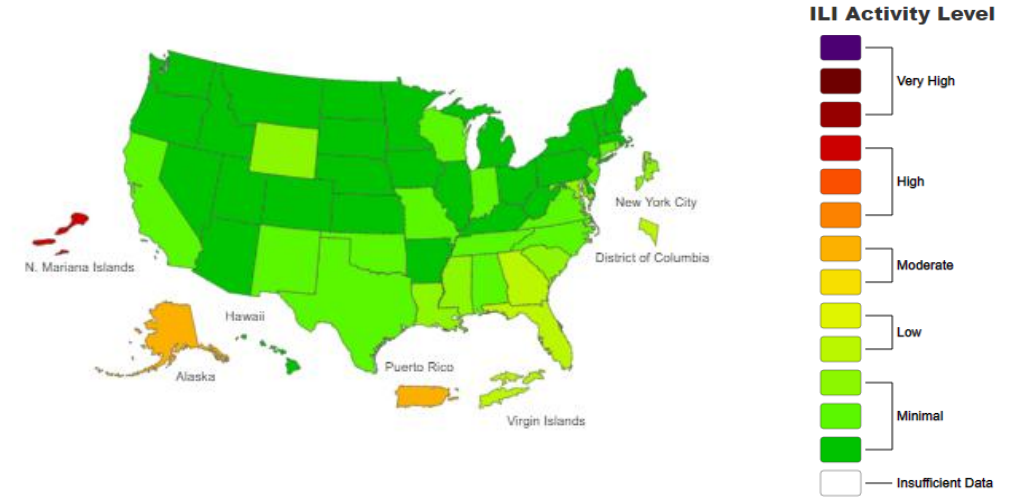 ILI Activity Level
Very High
High
New York City
N. Mariana Islands
District of Columbia
Moderate
Hawaii
Low
Alaska
Puerto Rico
Virgin Islands
Minimal
Insufficient Data